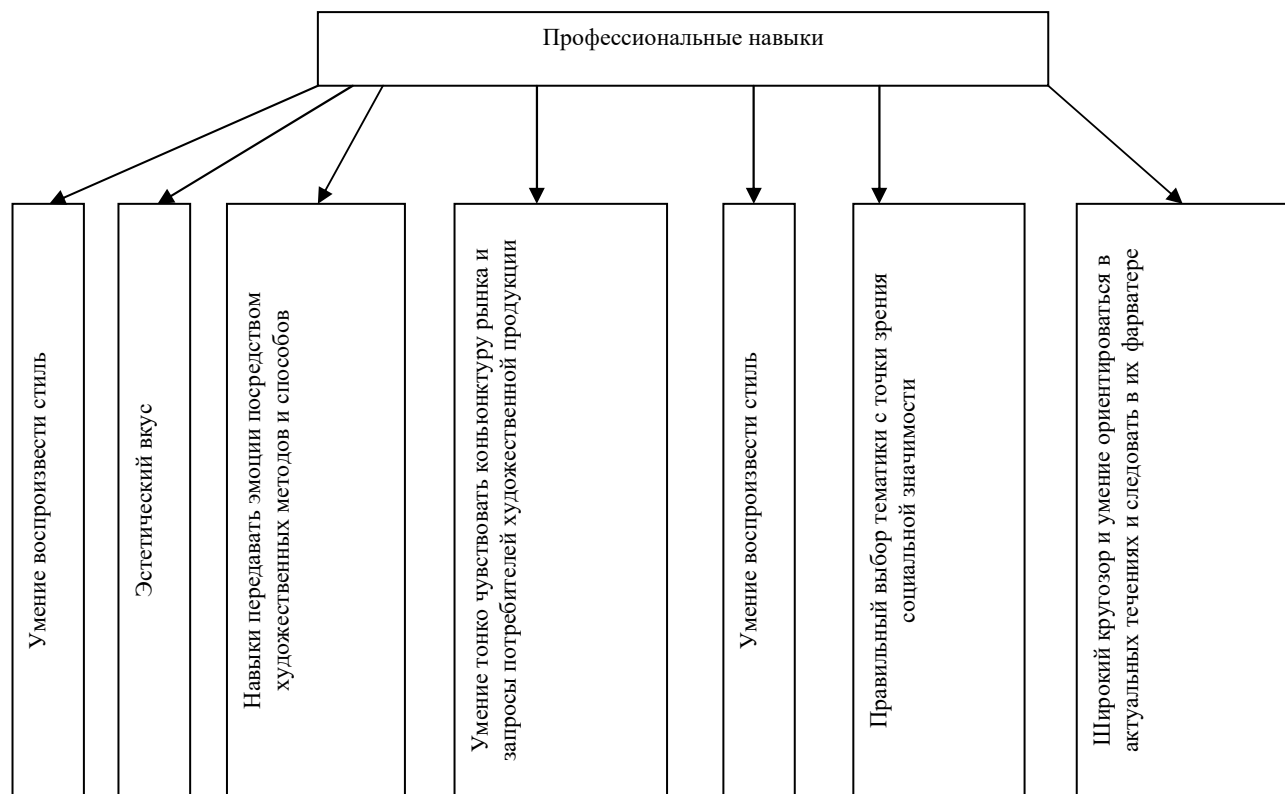 Профессиональные навыки
Умение воспроизвести стиль
Эстетический вкус
Навыки передавать эмоции посредством
художественных методов и способов
Умение тонко чувствовать коньюнктуру рынка и
запросы потребителей художественной продукции
Умение воспроизвести стиль
Правильный выбор тематики с точки зрения
социальной значимости
Широкий кругозор и умение ориентироваться в
актуальных течениях и следовать в их фарватере